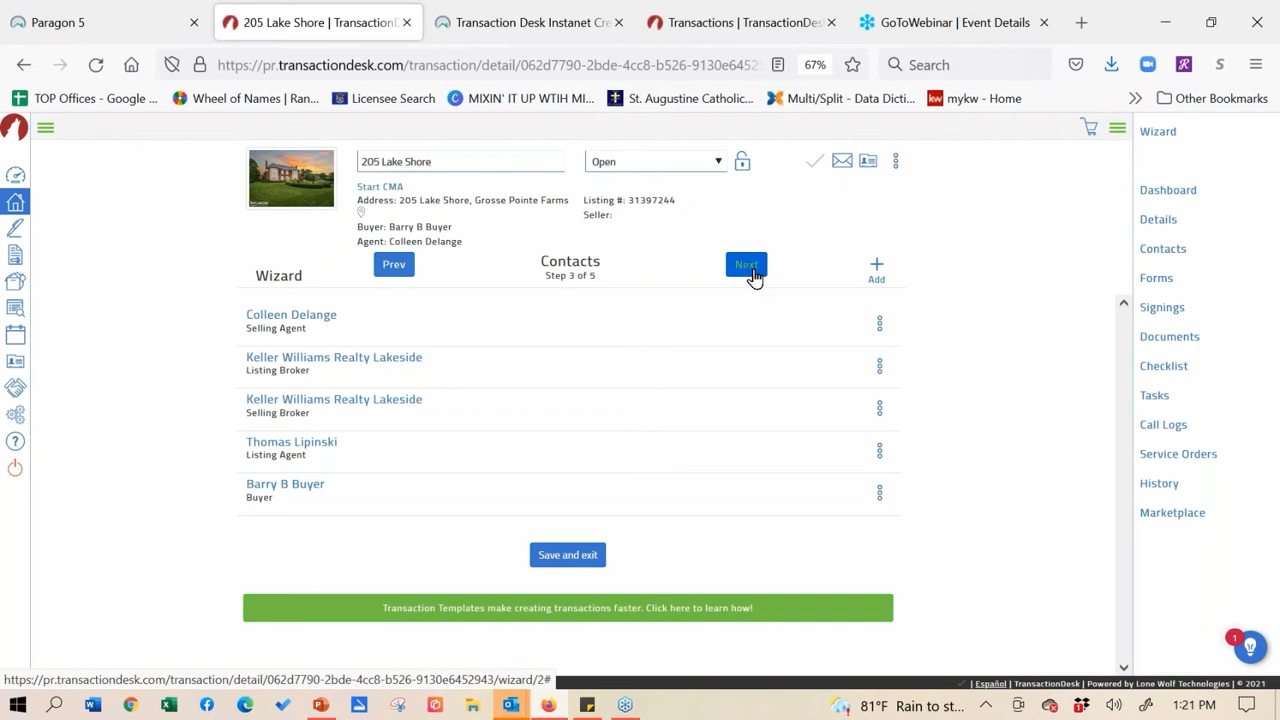 Paragon 5
205 Lake Shore | TransactionD
Transaction Desk Instanet Cre
Transactions | TransactionDes
GoToWebinar | Event Details
https://pr.transactiondesk.com/transaction/detail/062d7790-2bde-4cc8-b526-9130e6452
67%
Search
TOP Offices - Google ...
Wheel of Names | Ran...
Licensee Search
MIXIN' IT UP WTIH MI...
St. Augustine Catholic...
Multi/Split - Data Dicti...
mykw - Home
Other Bookmarks
205 Lake Shore
Open
Start CMA
Address: 205 Lake Shore, Grosse Pointe Farms
Listing #: 31397244
Seller:
Buyer: Barry B Buyer
Agent: Colleen Delange
Wizard
Prev
Contacts
Step 3 of 5
Next
Add
Colleen Delange
Selling Agent
Keller Williams Realty Lakeside
Listing Broker
Keller Williams Realty Lakeside
Selling Broker
Thomas Lipinski
Listing Agent
Barry B Buyer
Buyer
Save and exit
Transaction Templates make creating transactions faster. Click here to learn how!
Wizard
Dashboard
Details
Contacts
Forms
Signings
Documents
Checklist
Tasks
Call Logs
Service Orders
History
Marketplace
1
https://pr.transactiondesk.com/transaction/detail/062d7790-2bde-4cc8-b526-9130e6452943/wizard/2#
Español | TransactionDesk | Powered by Lone Wolf Technologies | © 2021
81°F Rain to st...
1:21 PM